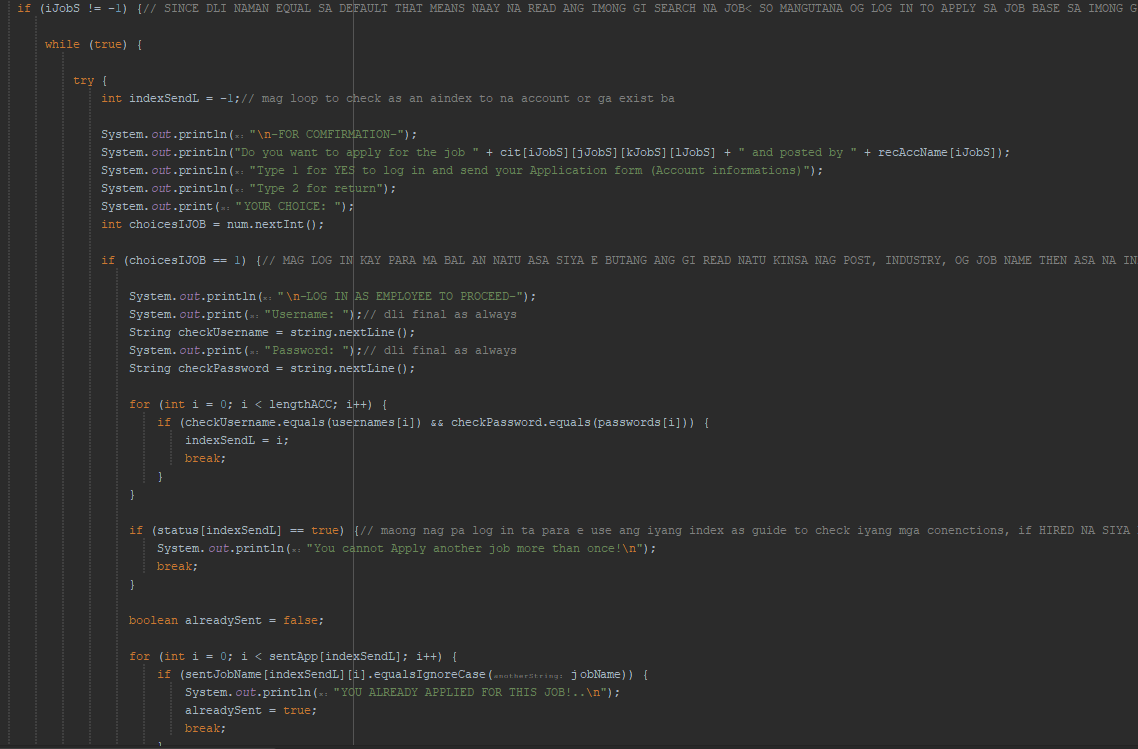 if (iJobS != -1) {// SINCE DLI NAMAN EQUAL SA DEFAULT THAT MEANS NAAY NA READ ANG IMONG GI SEARCH NA JOB< SO MANGUTANA OG LOG IN TO APPLY SA JOB BASE SA IMONG G
while (true) {
try {
int indexSendL = -1;// mag loop to check as an aindex to na account or ga exist ba
System.out.println(x: "\n-FOR COMFIRMATION-");
System.out.println("Do you want to apply for the job " + cit[iJobS][jJobS][kJobS][lJobS] + " and posted by " + recAccName[iJobS]);
System.out.println(x: "Type 1 for YES to log in and send your Application form (Account informations)");
System.out.println(x: "Type 2 for return");
System.out.print(s: "YOUR CHOICE: ");
int choicesIJOB = num.nextInt();
if (choicesIJOB == 1) {// MAG LOG IN KAY PARA MA BAL AN NATU ASA SIYA E BUTANG ANG GI READ NATU KINSA NAG POST, INDUSTRY, OG JOB NAME THEN ASA NA IN
System.out.println(x: "\n-LOG IN AS EMPLOYEE TO PROCEED-");
System.out.print(s: "Username: ");// dli final as always
String checkUsername = string.nextLine();
System.out.print(s: "Password: ");// dli final as always
String checkPassword = string.nextLine();
for (int i = 0; i < lengthACC; i++) {
if (checkUsername.equals(usernames[i]) && checkPassword.equals(passwords[i])) {
indexSendL = i;
break;
}
}
if (status[indexSendL] == true) {// maong nag pa log in ta para e use ang iyang index as guide to check iyang mga conenctions, if HIRED NA SIYA
System.out.println(x: "You cannot Apply another job more than once!\n");
break;
}
boolean alreadySent = false;
for (int i = 0; i < sentApp[indexSendL]; i++) {
if (sentJobName[indexSendL][i].equalsIgnoreCase(anotherString: jobName)) {
System.out.println(x: "YOU ALREADY APPLIED FOR THIS JOB!..\n");
alreadySent = true;
break;
}